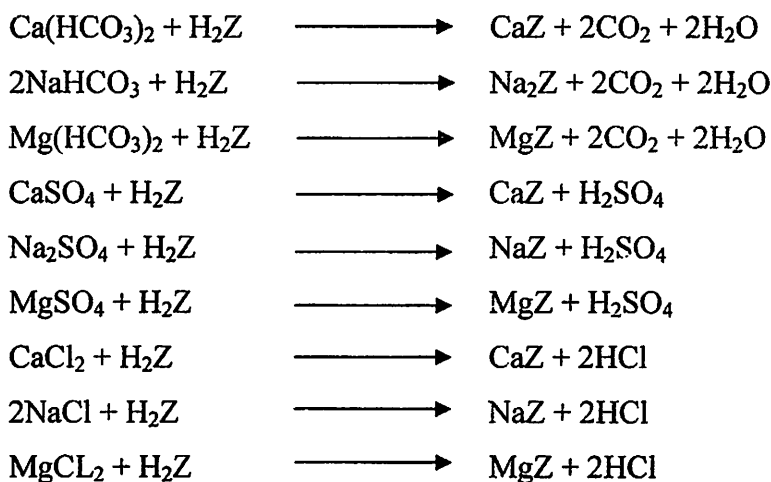 Ca(HCO₃)₂ + H₂Z ⟶ CaZ + 2CO₂ + 2H₂O
2NaHCO₃ + H₂Z ⟶ Na₂Z + 2CO₂ + 2H₂O
Mg(HCO₃)₂ + H₂Z ⟶ MgZ + 2CO₂ + 2H₂O
CaSO₄ + H₂Z ⟶ CaZ + H₂SO₄
Na₂SO₄ + H₂Z ⟶ NaZ + H₂SO₄
MgSO₄ + H₂Z ⟶ MgZ + H₂SO₄
CaCl₂ + H₂Z ⟶ CaZ + 2HCl
2NaCl + H₂Z ⟶ NaZ + 2HCl
MgCL₂ + H₂Z ⟶ MgZ + 2HCl